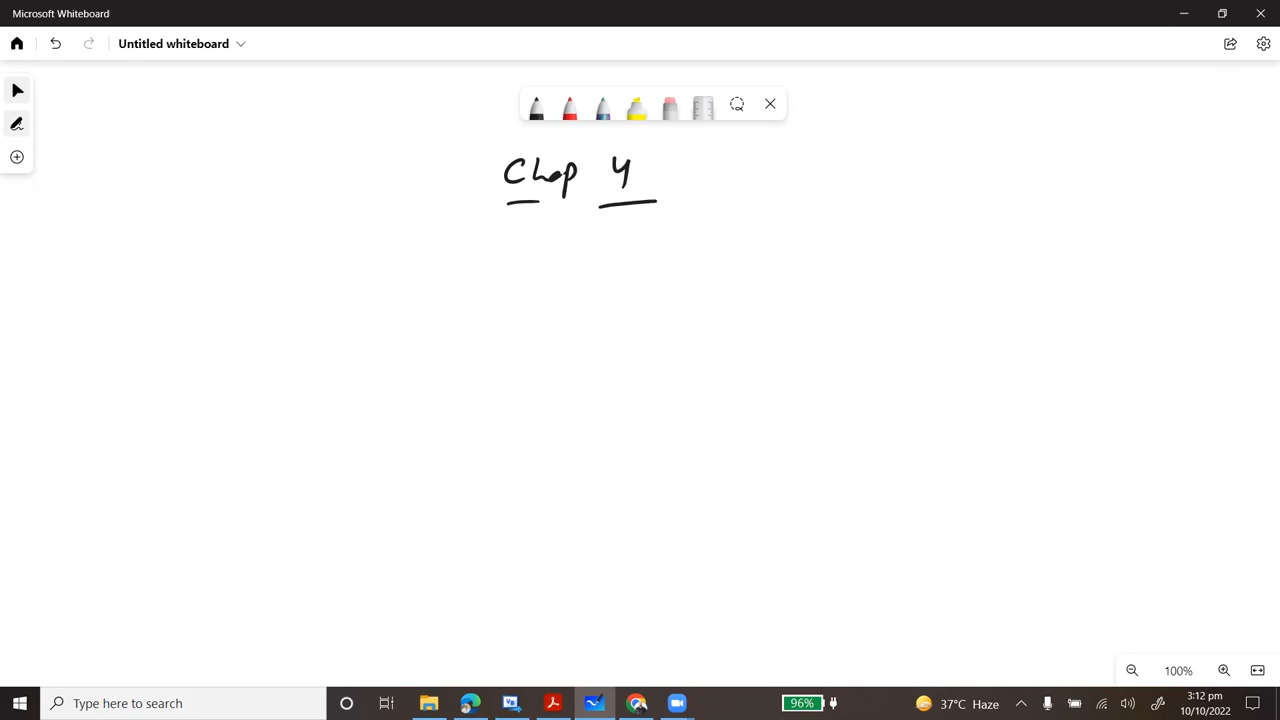 Microsoft Whiteboard
Untitled whiteboard
Chap 4
100%
Type here to search
96%
37°C Haze
3:12 pm
10/10/2022